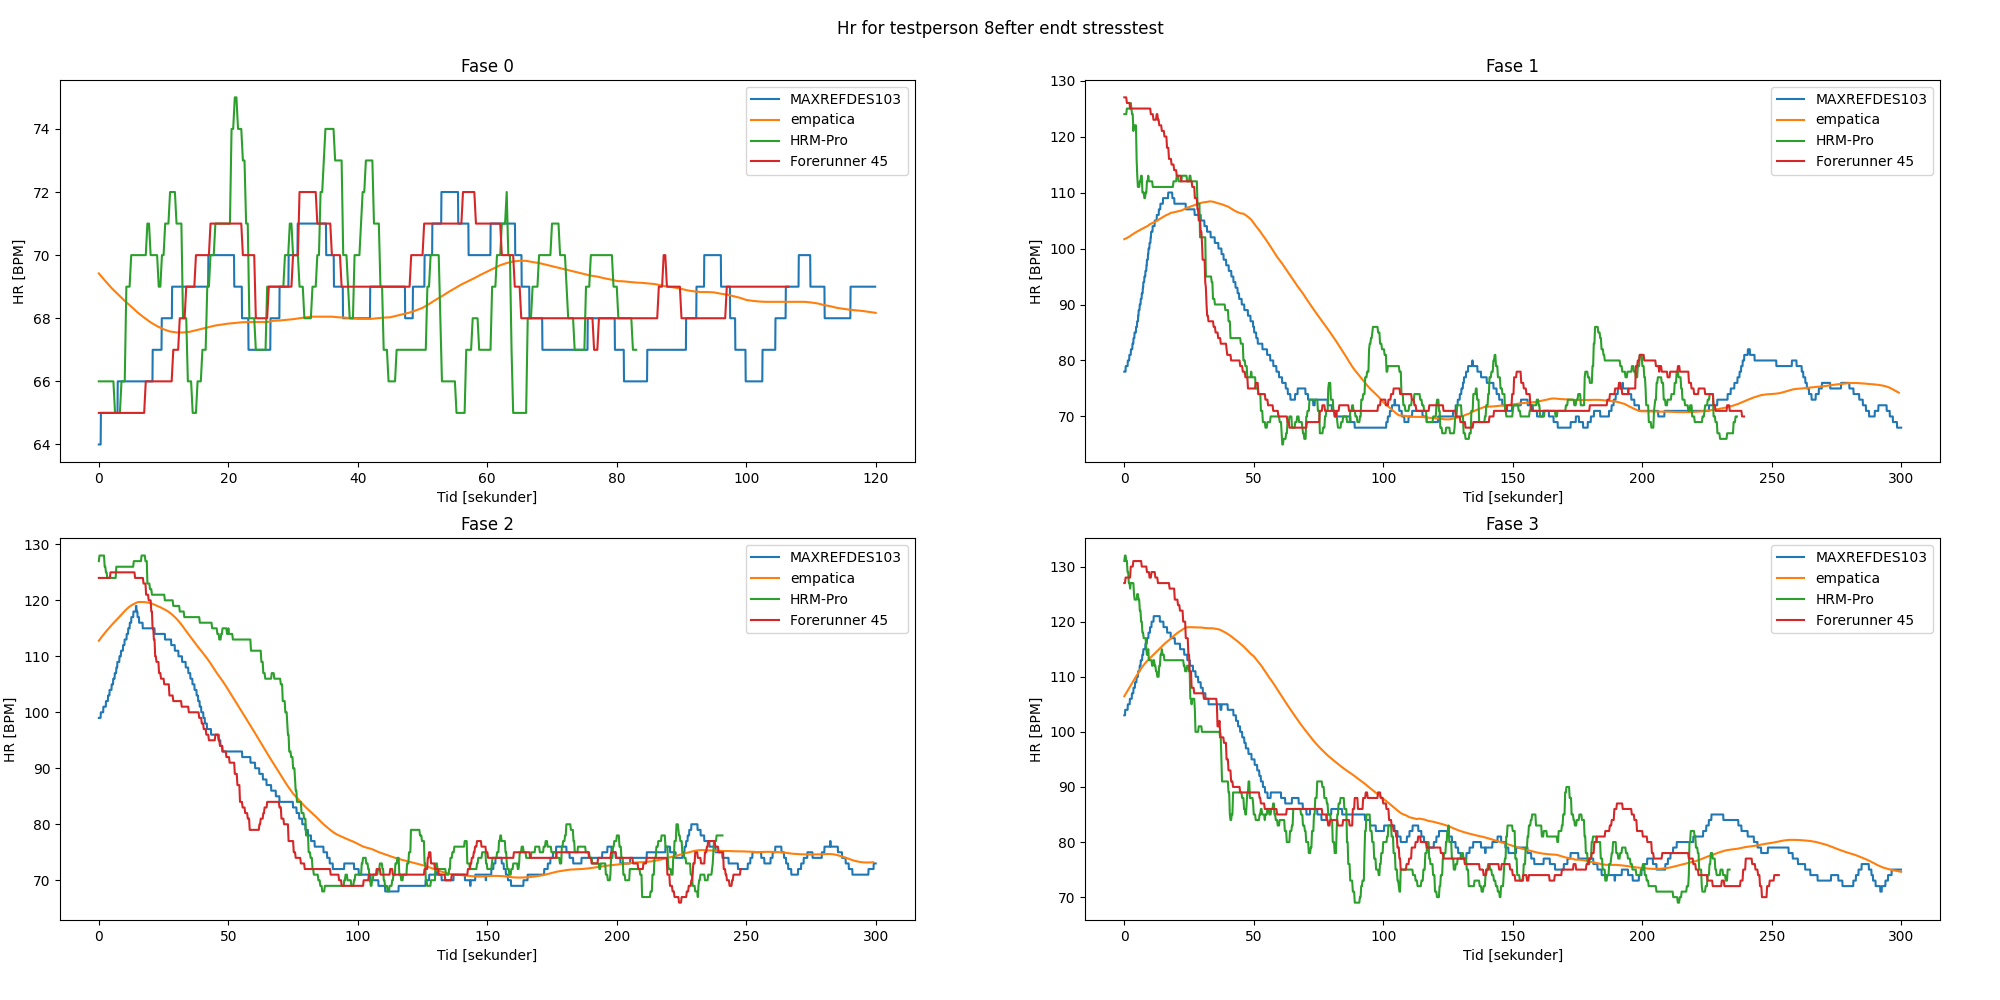 Hr for testperson 8efter endt stresstest
Fase 0
HR [BPM]
74
72
70
68
66
64
0 20 40 60 80 100 120
Tid [sekunder]
MAXREFDES103
empatica
HRM-Pro
Forerunner 45
Fase 1
HR [BPM]
130
120
110
100
90
80
70
0 50 100 150 200 250 300
Tid [sekunder]
MAXREFDES103
empatica
HRM-Pro
Forerunner 45
Fase 2
HR [BPM]
130
120
110
100
90
80
70
0 50 100 150 200 250 300
Tid [sekunder]
MAXREFDES103
empatica
HRM-Pro
Forerunner 45
Fase 3
HR [BPM]
130
120
110
100
90
80
70
0 50 100 150 200 250 300
Tid [sekunder]
MAXREFDES103
empatica
HRM-Pro
Forerunner 45